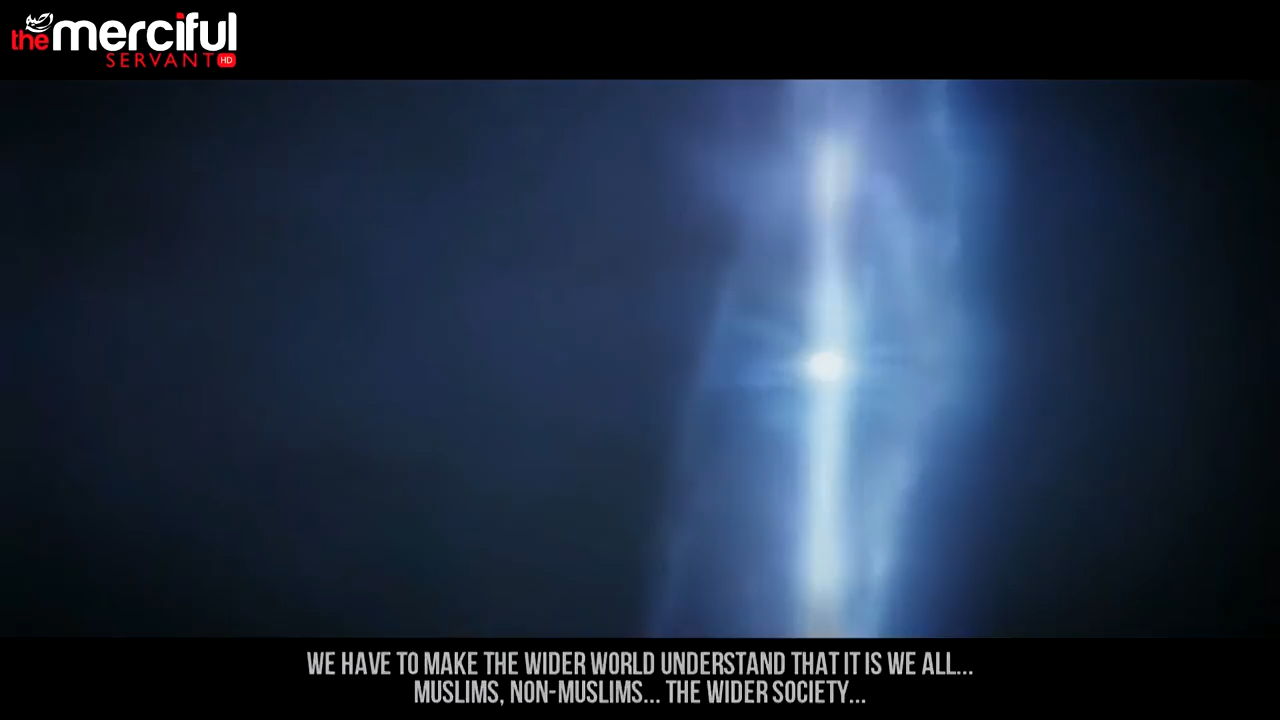 the merciful
SERVANT HD
WE HAVE TO MAKE THE WIDER WORLD UNDERSTAND THAT IT IS WE ALL...
MUSLIMS, NON-MUSLIMS... THE WIDER SOCIETY...